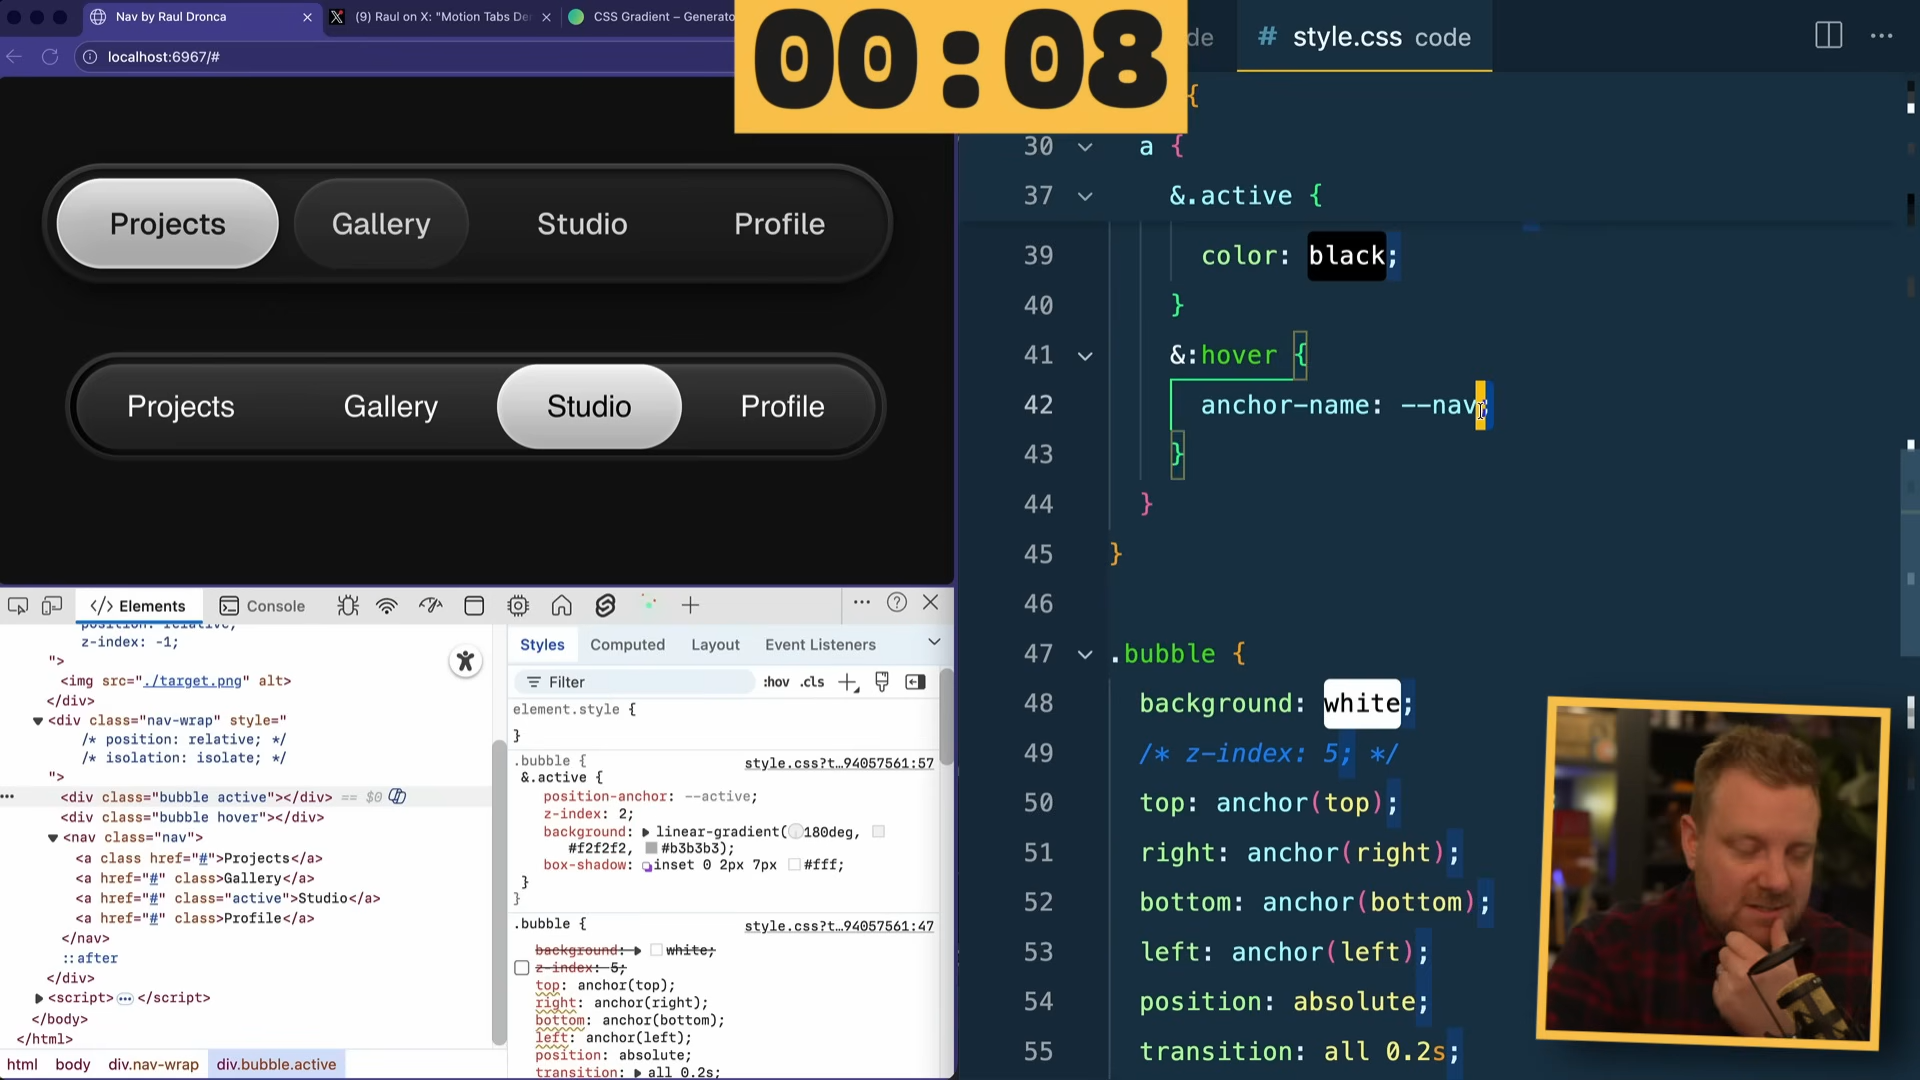 Nav by Raul Dronca
(9) Raul on X: "Motion Tabs De
CSS Gradient – Generato
localhost:6967/#
00:08
de
# style.css code
Projects
Gallery
Studio
Profile
Projects
Gallery
Studio
Profile
{
30 a {
37 &.active {
39 color: black;
40 }
41 &:hover {
42 anchor-name: --nav;
43 }
44 }
45 }
46
47 .bubble {
48 background: white;
49 /* z-index: 5; */
50 top: anchor(top);
51 right: anchor(right);
52 bottom: anchor(bottom);
53 left: anchor(left);
54 position: absolute;
55 transition: all 0.2s;
Elements
Console
position: relative;
z-index: -1;
">
<img src="./target.png" alt>
</div>
<div class="nav-wrap" style="
/* position: relative; */
/* isolation: isolate; */
">
<div class="bubble active"></div> == $0
<div class="bubble hover"></div>
<nav class="nav">
<a class href="#">Projects</a>
<a href="#" class>Gallery</a>
<a href="#" class="active">Studio</a>
<a href="#" class>Profile</a>
</nav>
::after
</div>
<script> </script>
</body>
</html>
html body div.nav-wrap div.bubble.active
Styles Computed Layout Event Listeners
Filter
:hov .cls
element.style {
}
.bubble {
style.css?t…94057561:57
&.active {
position-anchor: --active;
z-index: 2;
background: linear-gradient(180deg,
#f2f2f2, #b3b3b3);
box-shadow: inset 0 2px 7px #fff;
}
}
.bubble {
style.css?t…94057561:47
background: white;
z-index: 5;
top: anchor(top);
right: anchor(right);
bottom: anchor(bottom);
left: anchor(left);
position: absolute;
transition: all 0.2s;